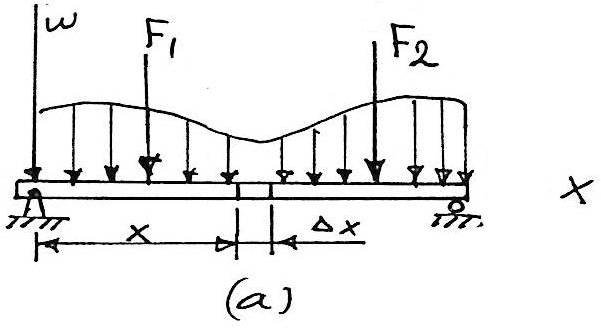 w F₁ F₂
X
x Δx
(a)